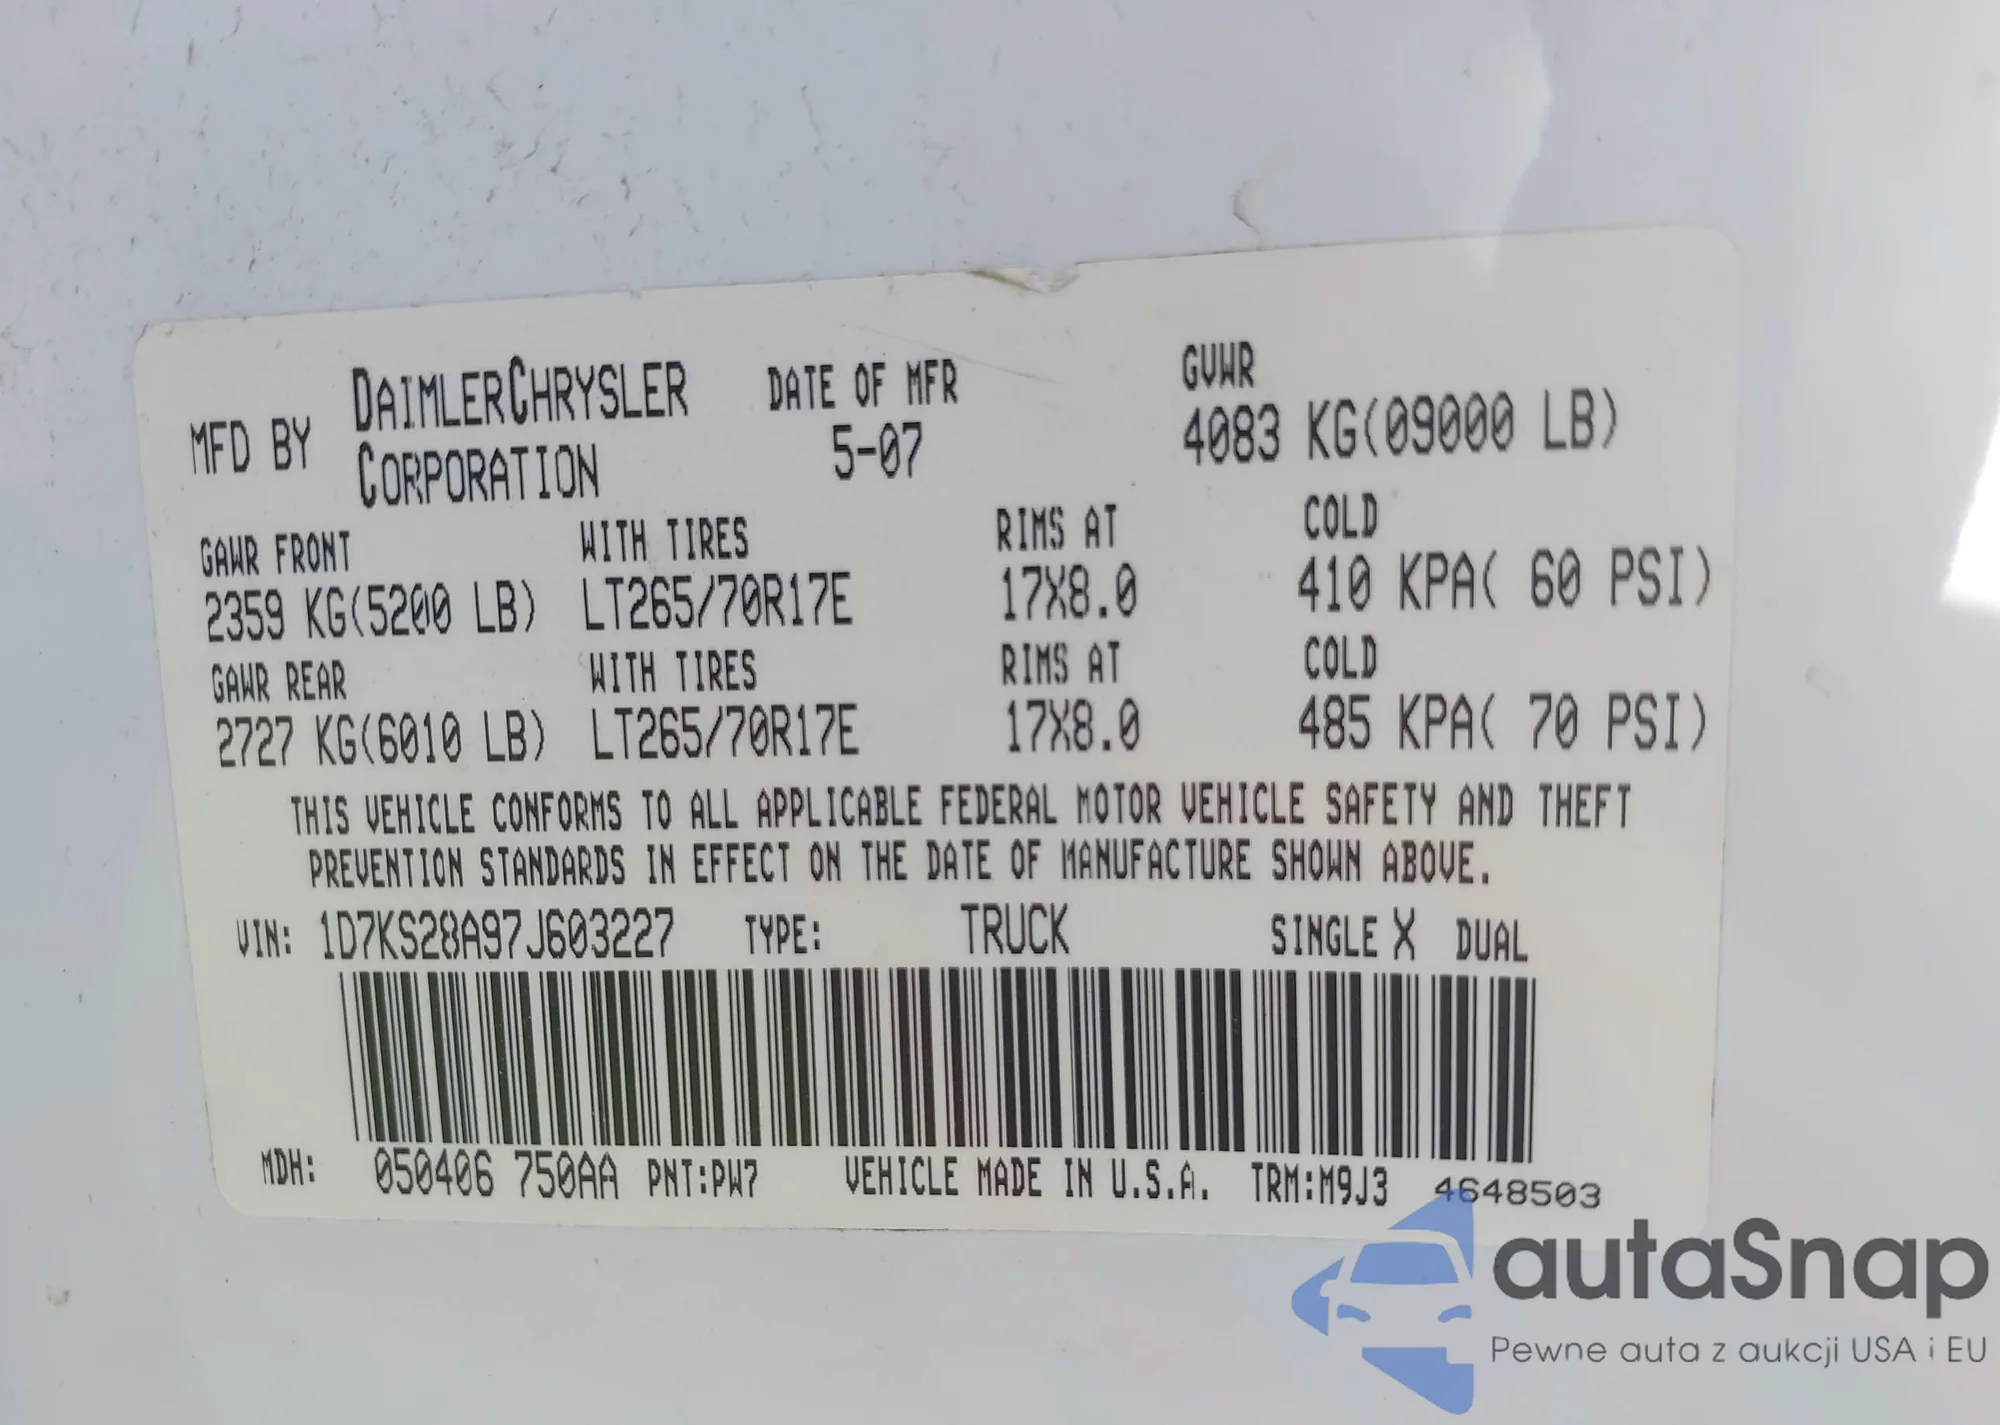 MFD BY DAIMLERCHRYSLER CORPORATION
DATE OF MFR
5-07
GVWR
4083 KG(09000 LB)
GAWR FRONT WITH TIRES RIMS AT COLD
2359 KG(5200 LB) LT265/70R17E 17X8.0 410 KPA( 60 PSI)
GAWR REAR WITH TIRES RIMS AT COLD
2727 KG(6010 LB) LT265/70R17E 17X8.0 485 KPA( 70 PSI)
THIS VEHICLE CONFORMS TO ALL APPLICABLE FEDERAL MOTOR VEHICLE SAFETY AND THEFT
PREVENTION STANDARDS IN EFFECT ON THE DATE OF MANUFACTURE SHOWN ABOVE.
VIN: 1D7KS28A97J603227 TYPE: TRUCK SINGLE X DUAL
MDH: 050406 750AA PNT:PW7 VEHICLE MADE IN U.S.A. TRM:M9J3 4648503
autaSnap
Pewne auta z aukcji USA i EU